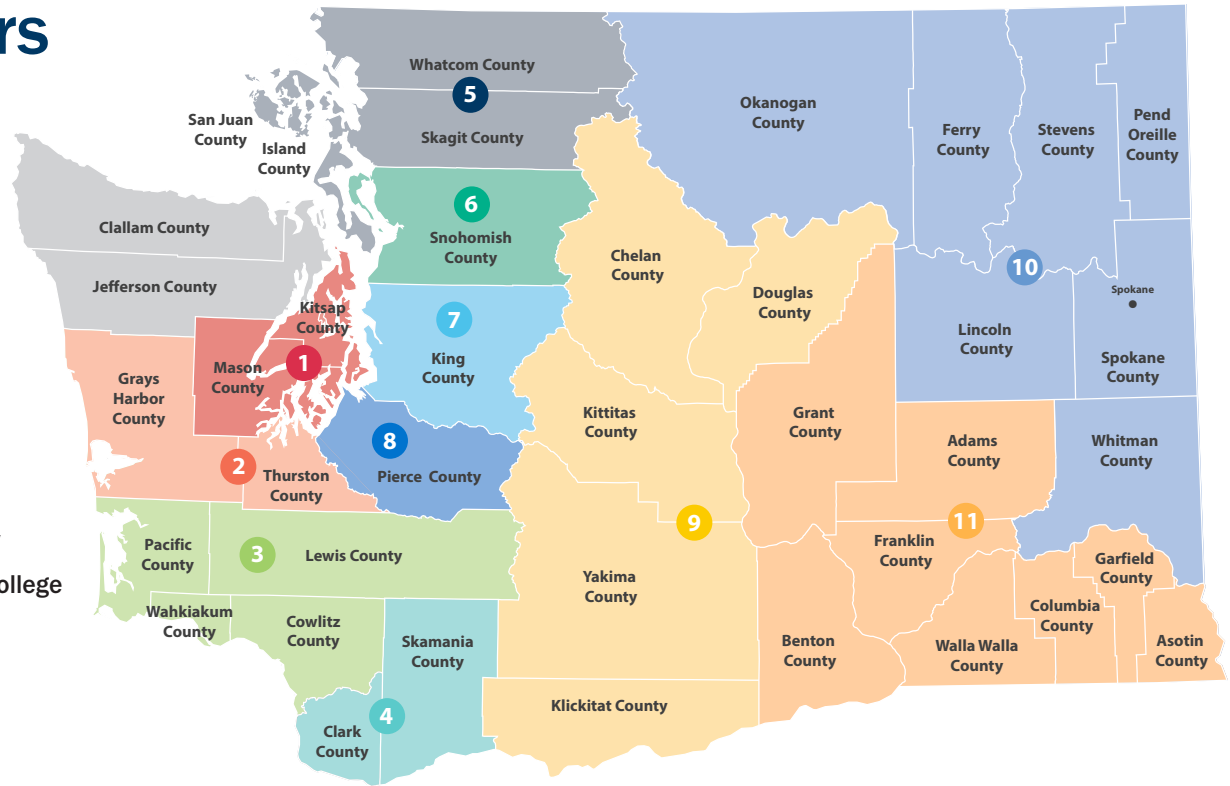 rs
Whatcom County
5
Skagit County
San Juan
County
Island
County
Okanogan
County
Ferry
County
Stevens
County
Pend
Oreille
County
6
Snohomish
County
Clallam County
Jefferson County
Chelan
County
Douglas
County
10
Spokane
Lincoln
County
Spokane
County
Kitsap
County
7
King
County
Mason
County
1
Grays
Harbor
County
Kittitas
County
Grant
County
Adams
County
Whitman
County
8
Pierce County
2
Thurston
County
9
11
Pacific
County
3
Lewis County
Franklin
County
Garfield
County
ollege
Yakima
County
Wahkiakum
County
Cowlitz
County
Skamania
County
Benton
County
Walla Walla
County
Columbia
County
Asotin
County
Klickitat County
4
Clark
County